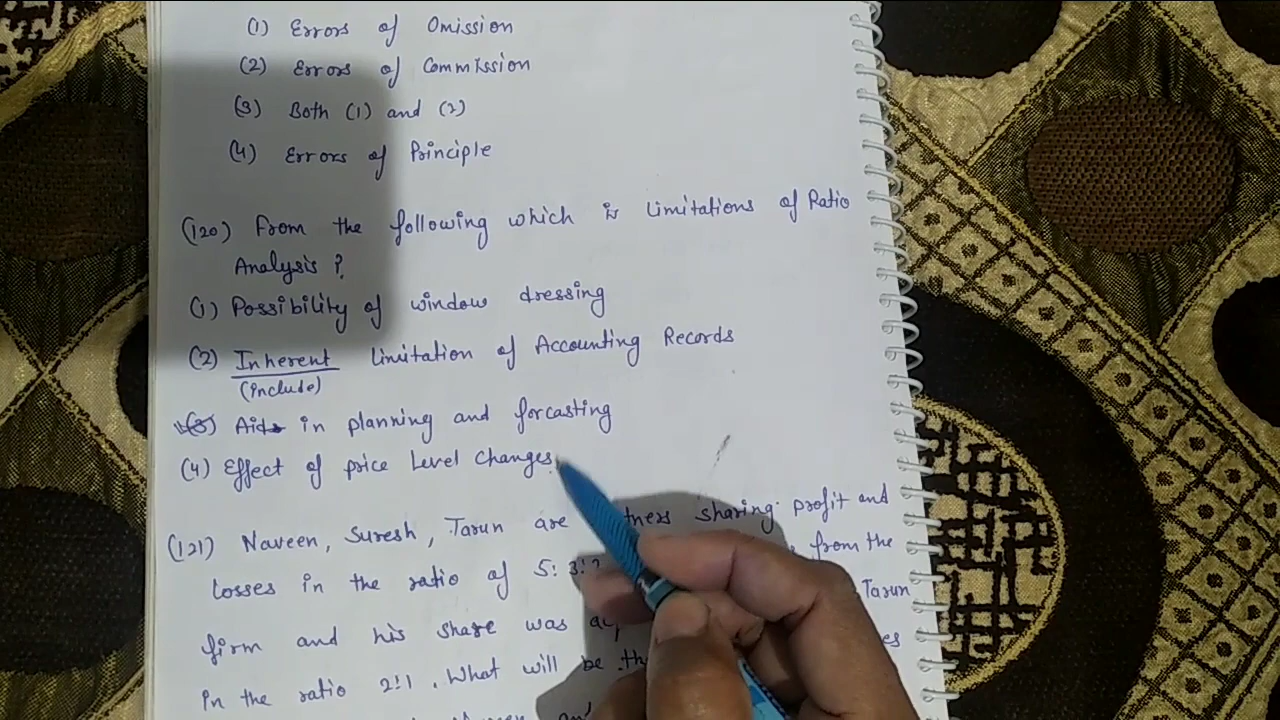 (1) Errors of Omission
(2) Errors of Commission
(3) Both (1) and (2)
(4) Errors of Principle
(120) From the following which is Limitations of Ratio
Analysis ?
(1) Possibility of window dressing
(2) Inherent limitation of Accounting Records
(include)
(3) Aids in planning and forcasting
(4) Effect of price Level Changes
(121) Naveen, Suresh, Tarun are sharing profit and
losses in the ratio of 5:3:2 from the
firm and his share was Tarun
in the ratio 2:1. What will be